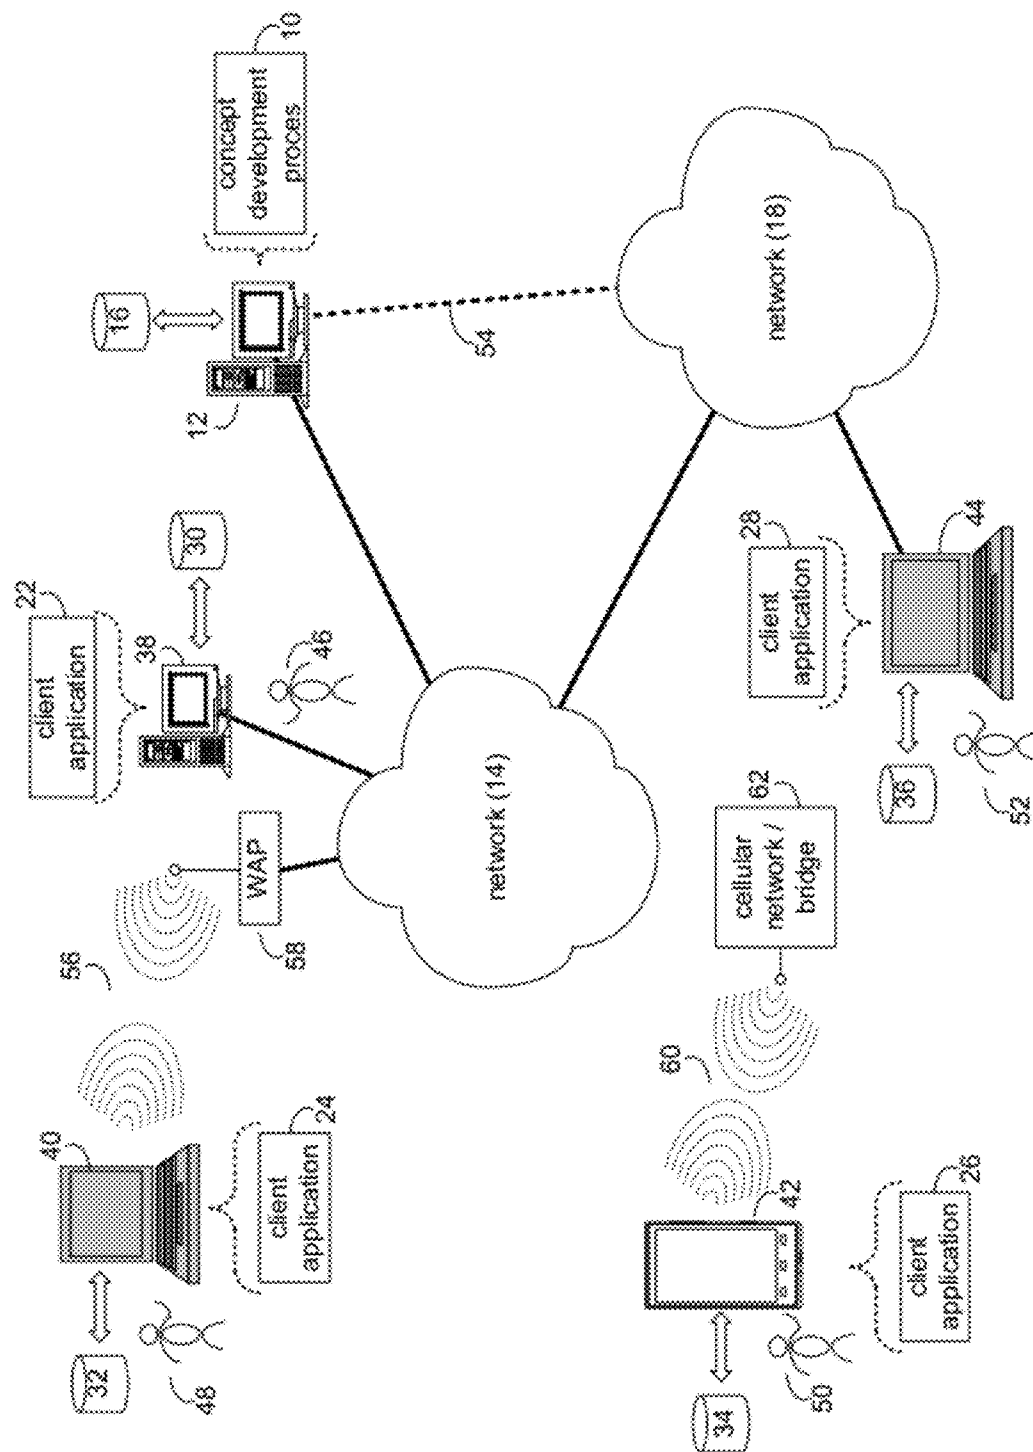 32
40
48
client
application
24
56
WAP
58
client
application
22
38
30
46
16
12
concept
development
proces
10
network (14)
54
34
42
50
client
application
26
60
cellular
network /
bridge
62
client
application
28
36
44
52
network (18)